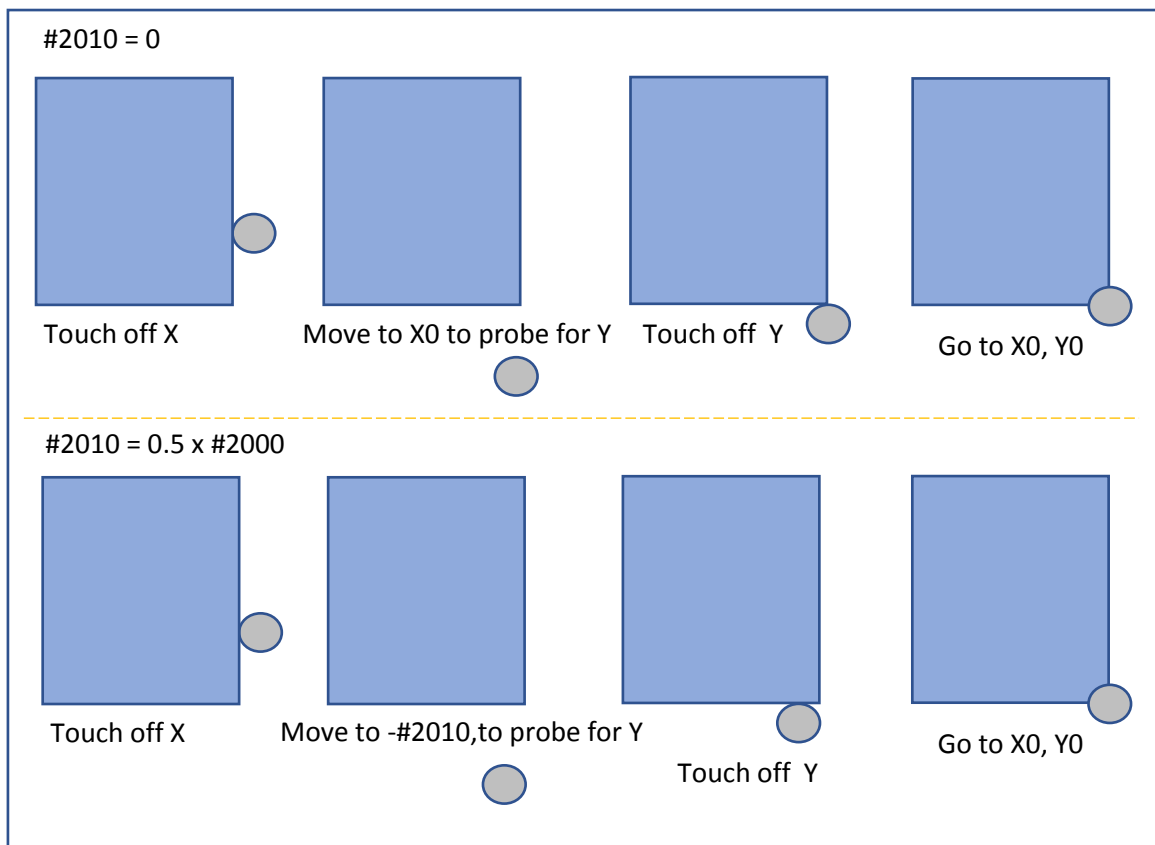 #2010 = 0
Touch off X
Move to X0 to probe for Y
Touch off  Y
Go to X0, Y0
#2010 = 0.5 x #2000
Touch off X
Move to -#2010,to probe for Y
Touch off  Y
Go to X0, Y0